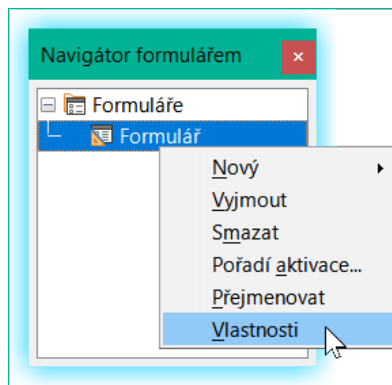 Navigátor formulářem
Formuláře
Formulář
Nový
Vyjmout
Smazat
Pořadí aktivace...
Přejmenovat
Vlastnosti